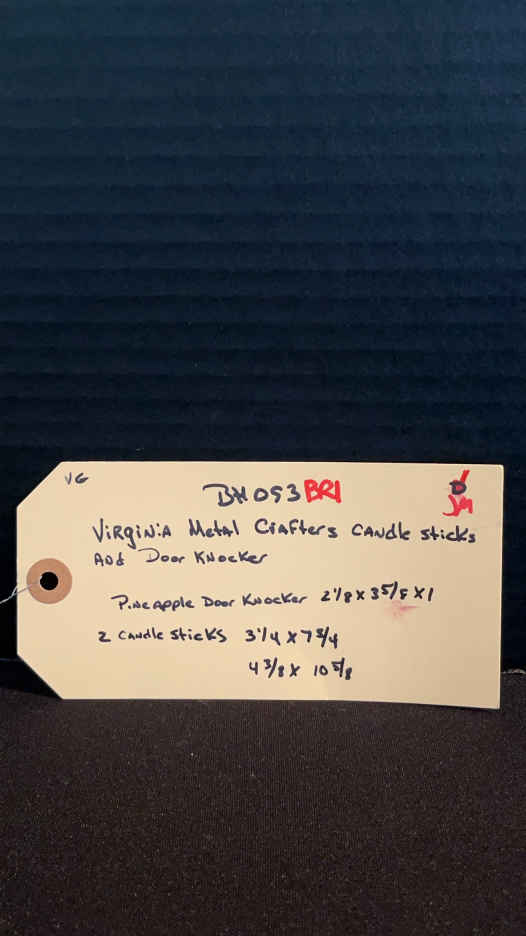 VG
BH093BR1
D
JM
Virginia Metal Crafters Candle sticks
And Door Knocker
Pineapple Door Knocker 2 1/8 x 3 5/8 x 1
2 candle sticks 3 1/4 x 7 3/4
4 3/8 x 10 5/8